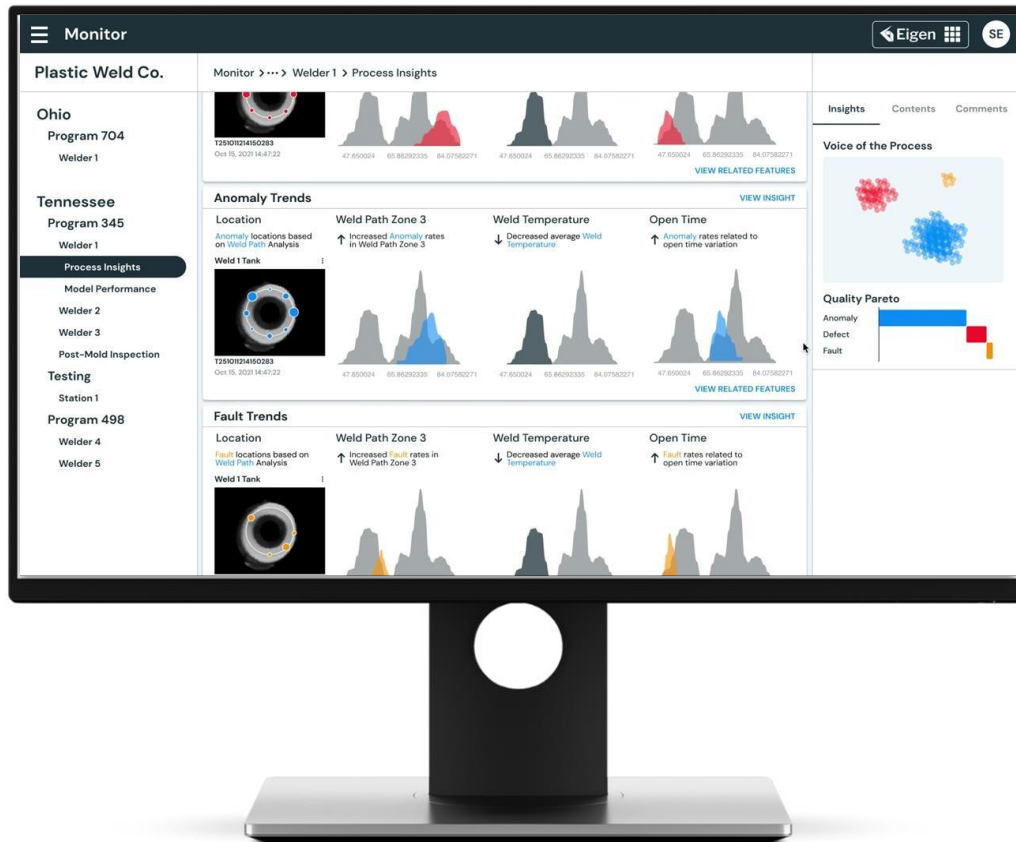 Monitor
Eigen
SE
Plastic Weld Co.
Monitor > ··· > Welder 1 > Process Insights
Ohio
Program 704
Welder 1
Tennessee
Program 345
Welder 1
Process Insights
Model Performance
Welder 2
Welder 3
Post-Mold Inspection
Testing
Station 1
Program 498
Welder 4
Welder 5
T251011214150283
Oct 15, 2021 14:47:22
47.650024 65.86292335 84.07582271
47.650024 65.86292335 84.07582271
47.650024 65.86292335 84.07582271
VIEW RELATED FEATURES
Anomaly Trends
VIEW INSIGHT
Location
Anomaly locations based
on Weld Path Analysis
Weld 1 Tank
T251011214150283
Oct 15, 2021 14:47:22
Weld Path Zone 3
↑ Increased Anomaly rates
in Weld Path Zone 3
47.650024 65.86292335 84.07582271
Weld Temperature
↓ Decreased average Weld
Temperature
47.650024 65.86292335 84.07582271
Open Time
↑ Anomaly rates related to
open time variation
47.650024 65.86292335 84.07582271
VIEW RELATED FEATURES
Fault Trends
VIEW INSIGHT
Location
Fault locations based on
Weld Path Analysis
Weld 1 Tank
Weld Path Zone 3
↑ Increased Fault rates in
Weld Path Zone 3
Weld Temperature
↓ Decreased average Weld
Temperature
Open Time
↑ Fault rates related to
open time variation
Insights
Contents
Comments
Voice of the Process
Quality Pareto
Anomaly
Defect
Fault